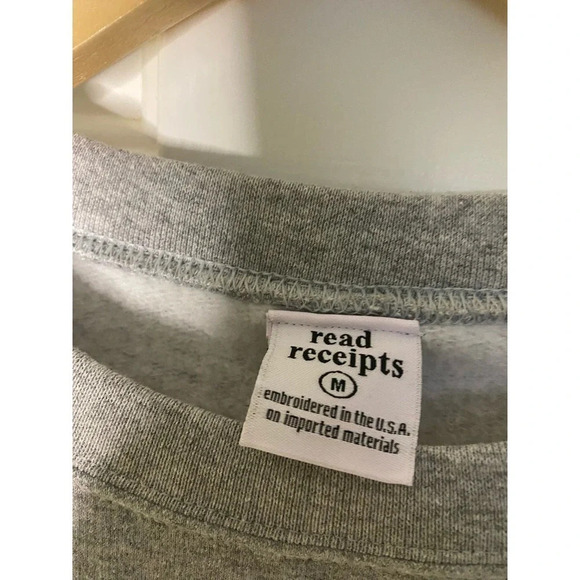 read
receipts
M
embroidered in the U.S.A.
on imported materials